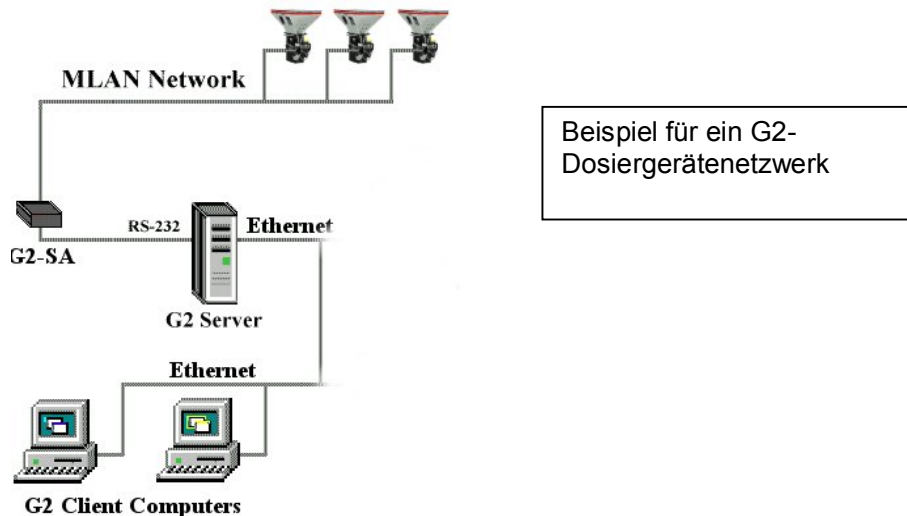 MLAN Network
Beispiel für ein G2-
Dosiergerätenetzwerk
RS-232
Ethernet
G2-SA
G2 Server
Ethernet
G2 Client Computers